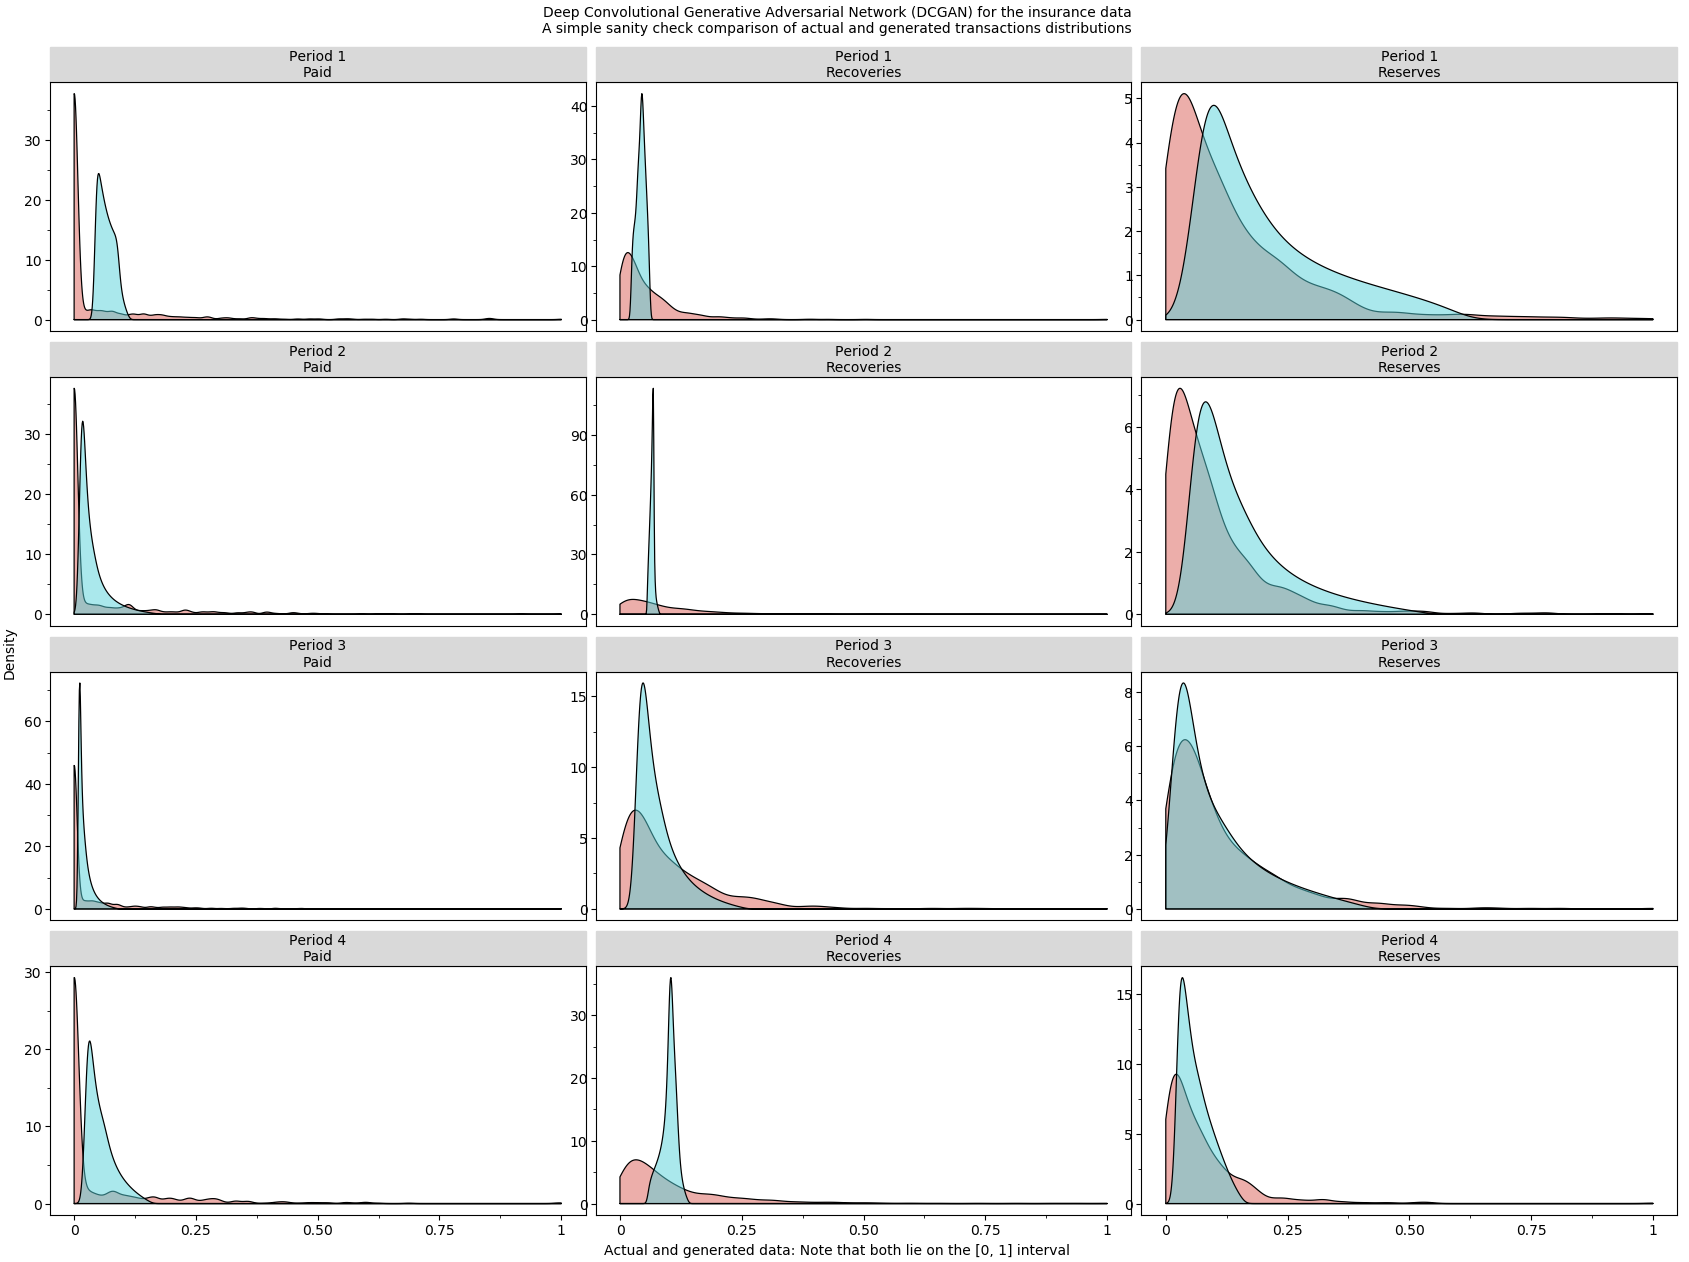 Deep Convolutional Generative Adversarial Network (DCGAN) for the insurance data
A simple sanity check comparison of actual and generated transactions distributions
Period 1
Paid
Period 1
Recoveries
Period 1
Reserves
30
20
10
0
40
30
20
10
0
5
4
3
2
1
0
Period 2
Paid
Period 2
Recoveries
Period 2
Reserves
30
20
10
0
90
60
30
0
6
4
2
0
Density
Period 3
Paid
Period 3
Recoveries
Period 3
Reserves
60
40
20
0
15
10
5
0
8
6
4
2
0
Period 4
Paid
Period 4
Recoveries
Period 4
Reserves
30
20
10
0
30
20
10
0
15
10
5
0
0 0.25 0.50 0.75 1
0 0.25 0.50 0.75 1
0 0.25 0.50 0.75 1
Actual and generated data: Note that both lie on the [0, 1] interval